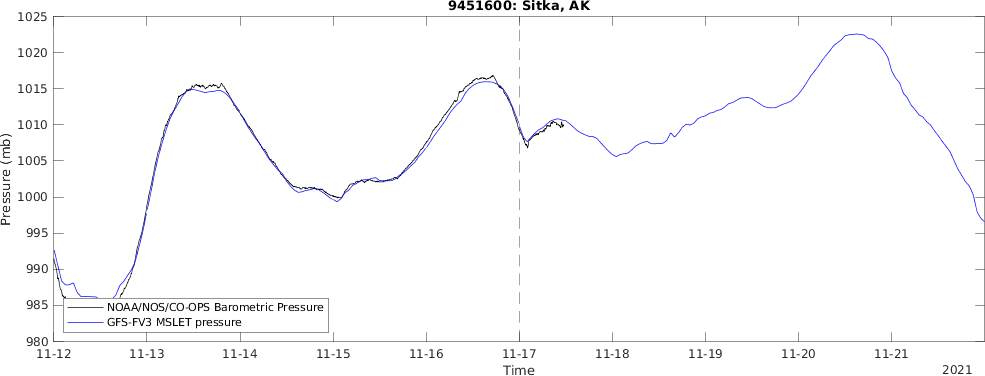 9451600: Sitka, AK
Pressure (mb)
1025
1020
1015
1010
1005
1000
995
990
985
980
NOAA/NOS/CO-OPS Barometric Pressure
GFS-FV3 MSLET pressure
11-12 11-13 11-14 11-15 11-16 11-17 11-18 11-19 11-20 11-21
Time
2021